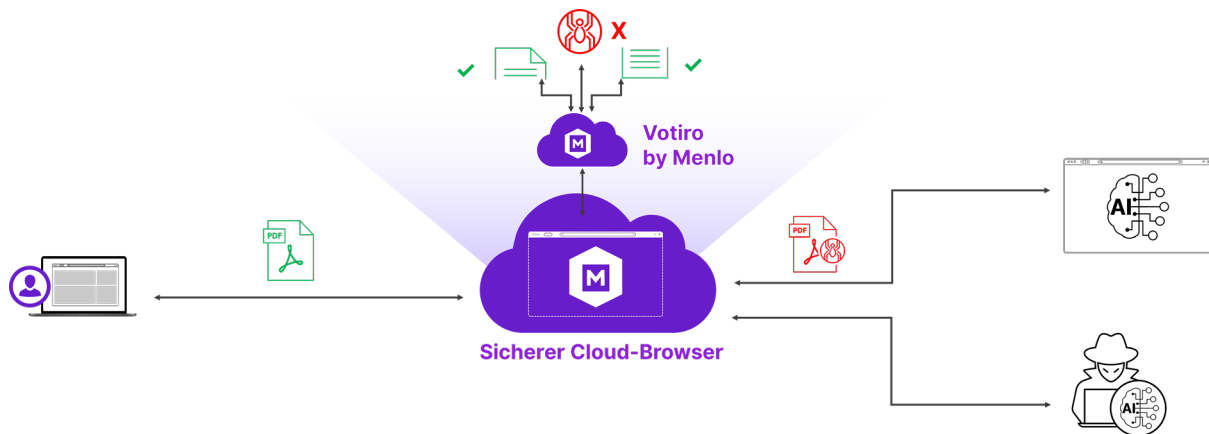 X
Votiro
by Menlo
M
PDF
PDF
M
AI
Sicherer Cloud-Browser
AI